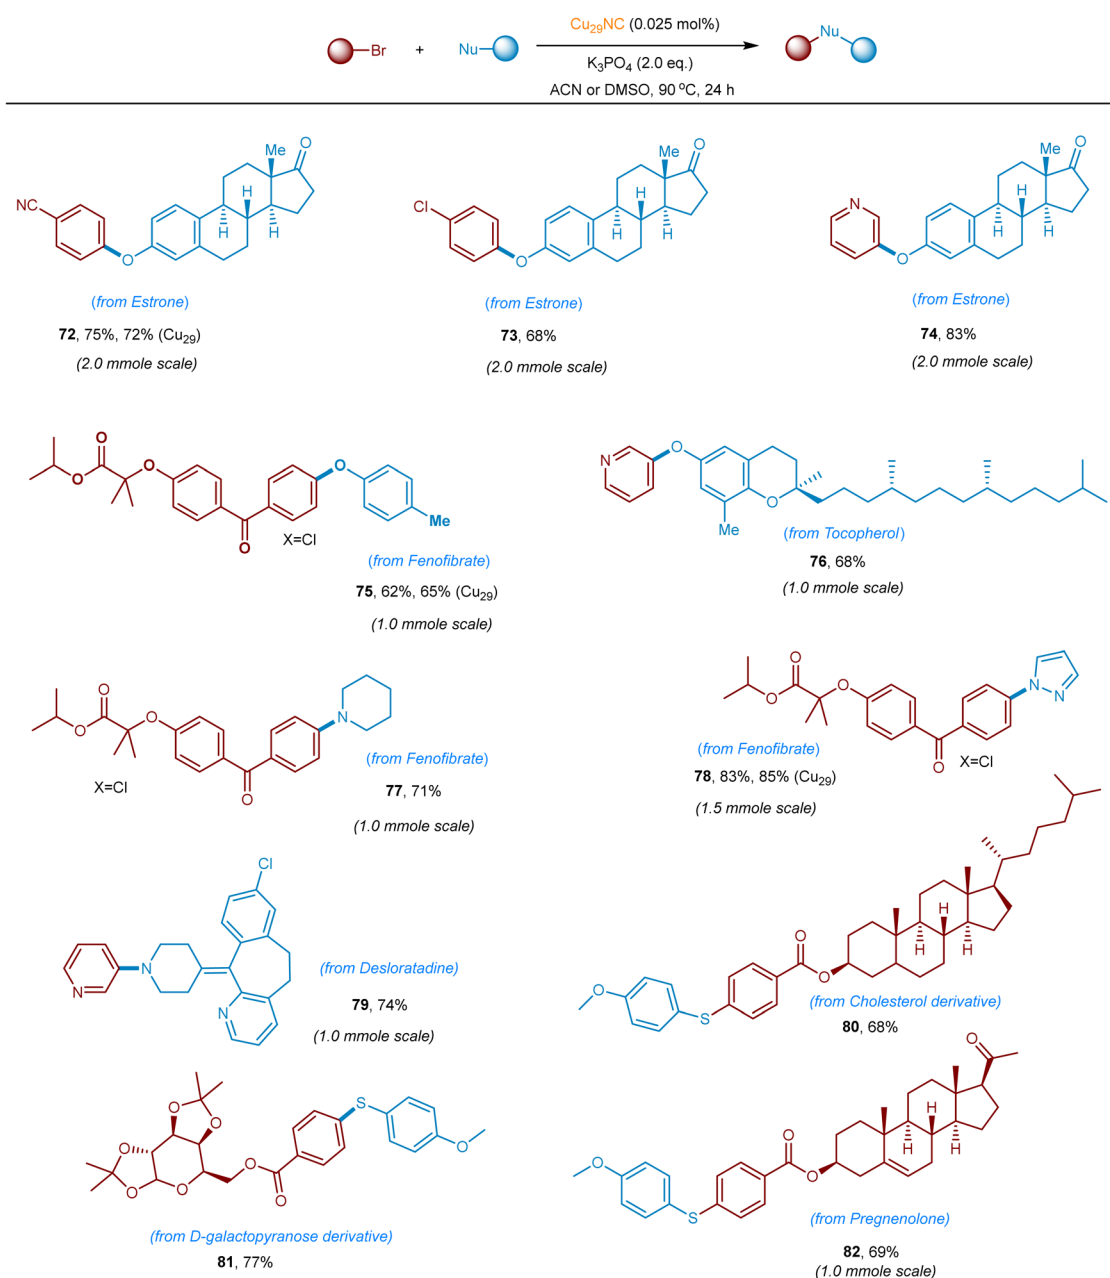 Cu29NC (0.025 mol%)
Br + Nu Nu
K3PO4 (2.0 eq.)
ACN or DMSO, 90 °C, 24 h
NC O Me O H H H
Cl O Me O H H H
N O Me O H H H
(from Estrone)
72, 75%, 72% (Cu29)
(2.0 mmole scale)
(from Estrone)
73, 68%
(2.0 mmole scale)
(from Estrone)
74, 83%
(2.0 mmole scale)
O O O O O Me
X=Cl
(from Fenofibrate)
75, 62%, 65% (Cu29)
(1.0 mmole scale)
N O O Me
(from Tocopherol)
76, 68%
(1.0 mmole scale)
O O O O N
X=Cl
(from Fenofibrate)
77, 71%
(1.0 mmole scale)
O O O O N N
X=Cl
(from Fenofibrate)
78, 83%, 85% (Cu29)
(1.5 mmole scale)
N N N Cl
(from Desloratadine)
79, 74%
(1.0 mmole scale)
O S O O H H H
(from Cholesterol derivative)
80, 68%
O O O O O O O S O
(from D-galactopyranose derivative)
81, 77%
O S O O O H H H
(from Pregnenolone)
82, 69%
(1.0 mmole scale)